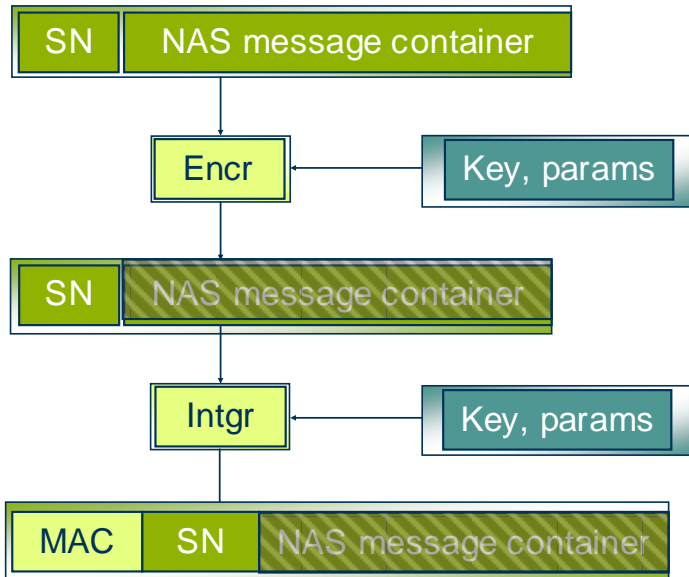 SN NAS message container
Encr Key, params
SN NAS message container
Intgr Key, params
MAC SN NAS message container